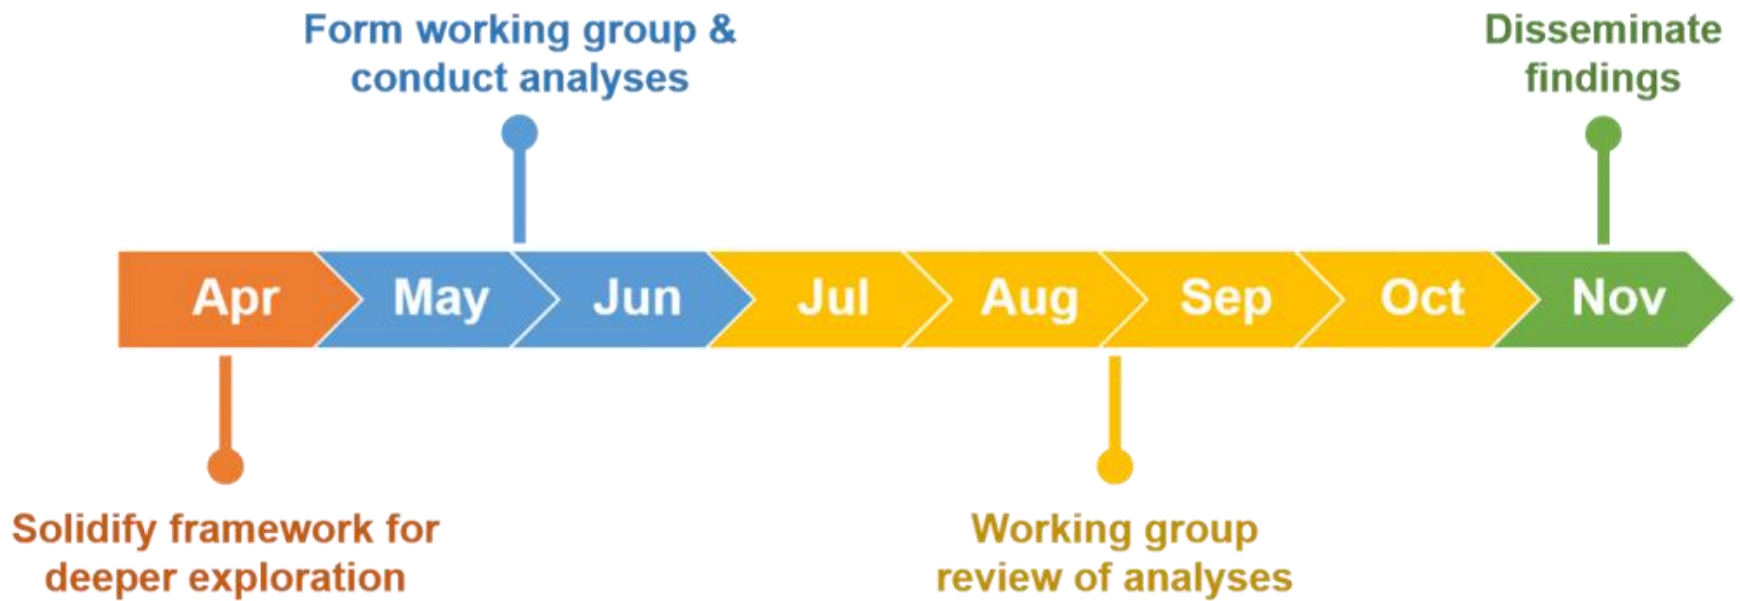 Form working group &
conduct analyses
Disseminate
findings
Apr
May
Jun
Jul
Aug
Sep
Oct
Nov
Solidify framework for
deeper exploration
Working group
review of analyses